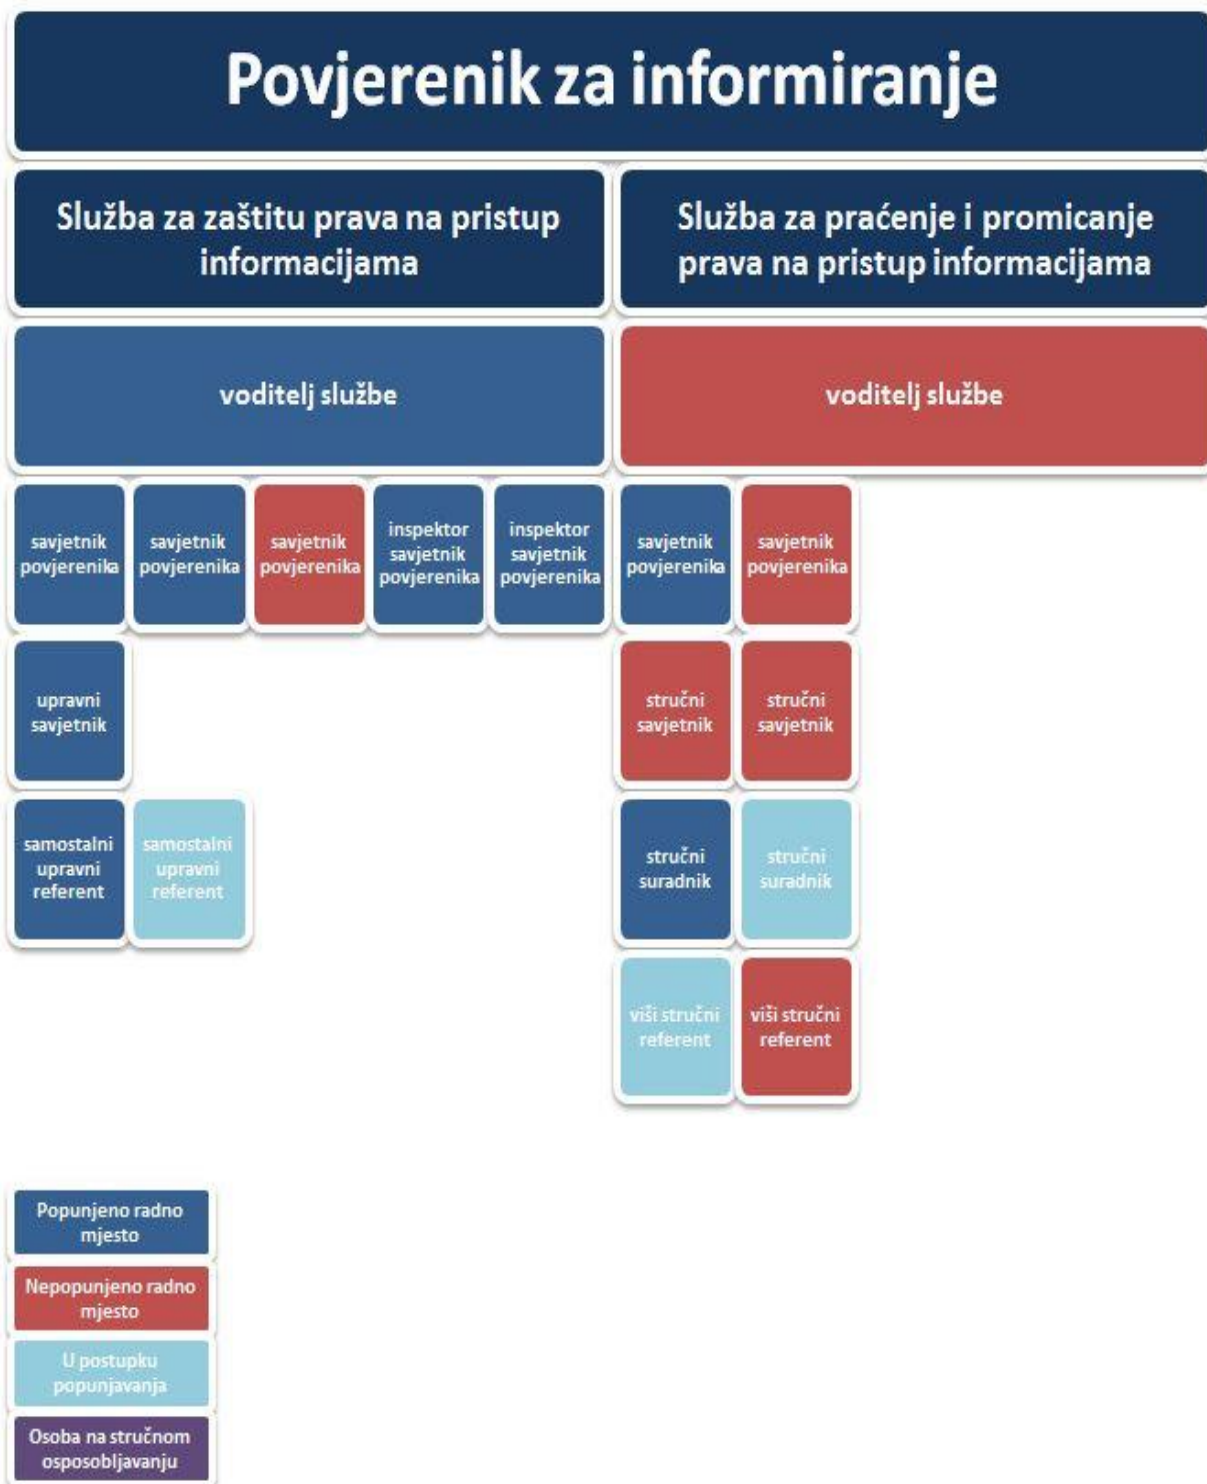 Povjerenik za informiranje
Služba za zaštitu prava na pristup
informacijama
Služba za praćenje i promicanje
prava na pristup informacijama
voditelj službe
voditelj službe
savjetnik
povjerenika
savjetnik
povjerenika
savjetnik
povjerenika
inspektor
savjetnik
povjerenika
inspektor
savjetnik
povjerenika
savjetnik
povjerenika
savjetnik
povjerenika
upravni
savjetnik
stručni
savjetnik
stručni
savjetnik
samostalni
upravni
referent
samostalni
upravni
referent
stručni
suradnik
stručni
suradnik
viši stručni
referent
viši stručni
referent
Popunjeno radno
mjesto
Nepopunjeno radno
mjesto
U postupku
popunjavanja
Osoba na stručnom
osposobljavanju